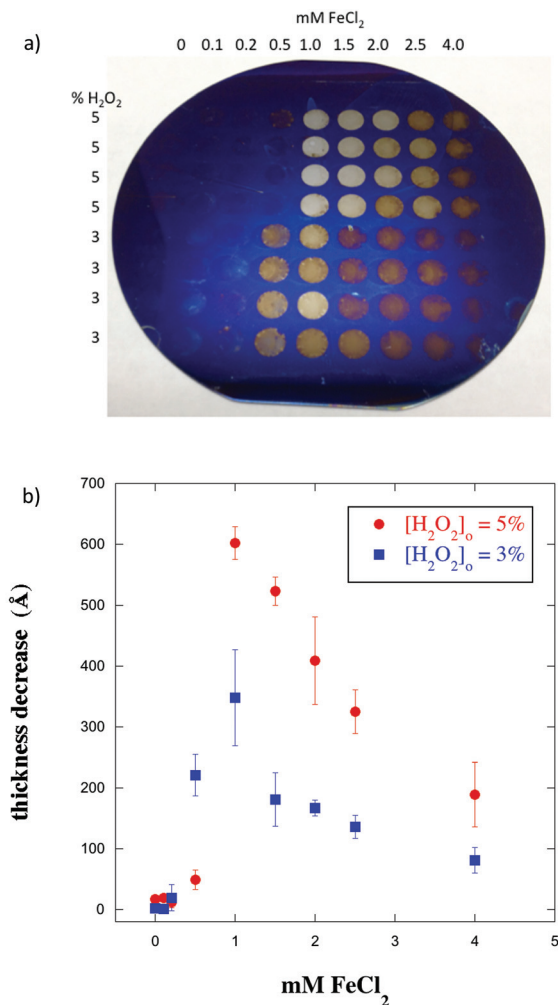 mM FeCl₂
a)
0 0.1 0.2 0.5 1.0 1.5 2.0 2.5 4.0
% H₂O₂
5
5
5
5
3
3
3
3
b)
700
600
500
400
300
200
100
0
thickness decrease (Å)
[H₂O₂]ₒ = 5%
[H₂O₂]ₒ = 3%
0 1 2 3 4 5
mM FeCl₂